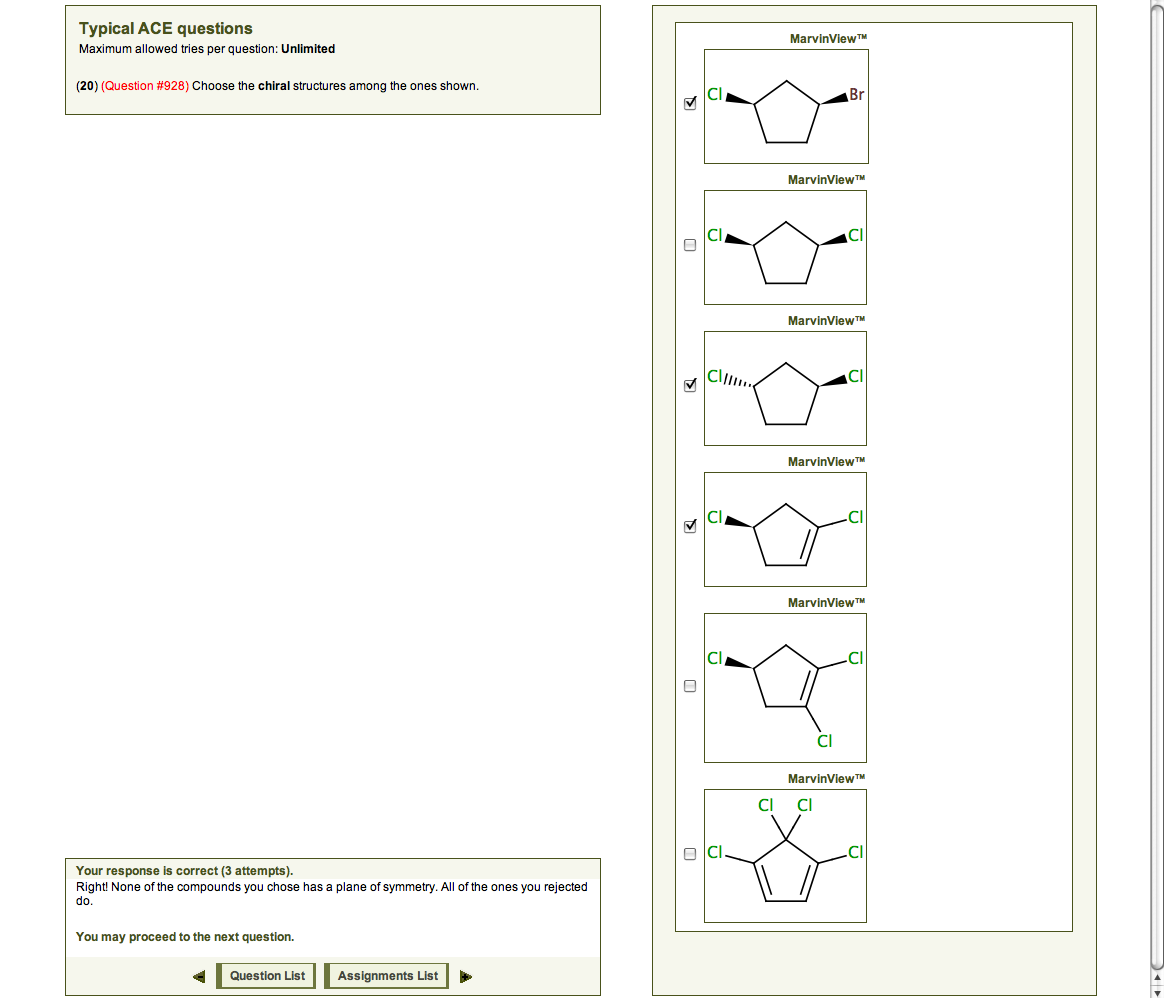 Typical ACE questions
Maximum allowed tries per question: Unlimited
(20) (Question #928) Choose the chiral structures among the ones shown.
Your response is correct (3 attempts).
Right! None of the compounds you chose has a plane of symmetry. All of the ones you rejected
do.
You may proceed to the next question.
Question List
Assignments List
MarvinView™
Cl
Br
MarvinView™
Cl
Cl
MarvinView™
Cl
Cl
MarvinView™
Cl
Cl
MarvinView™
Cl
Cl
Cl
MarvinView™
Cl Cl
Cl
Cl